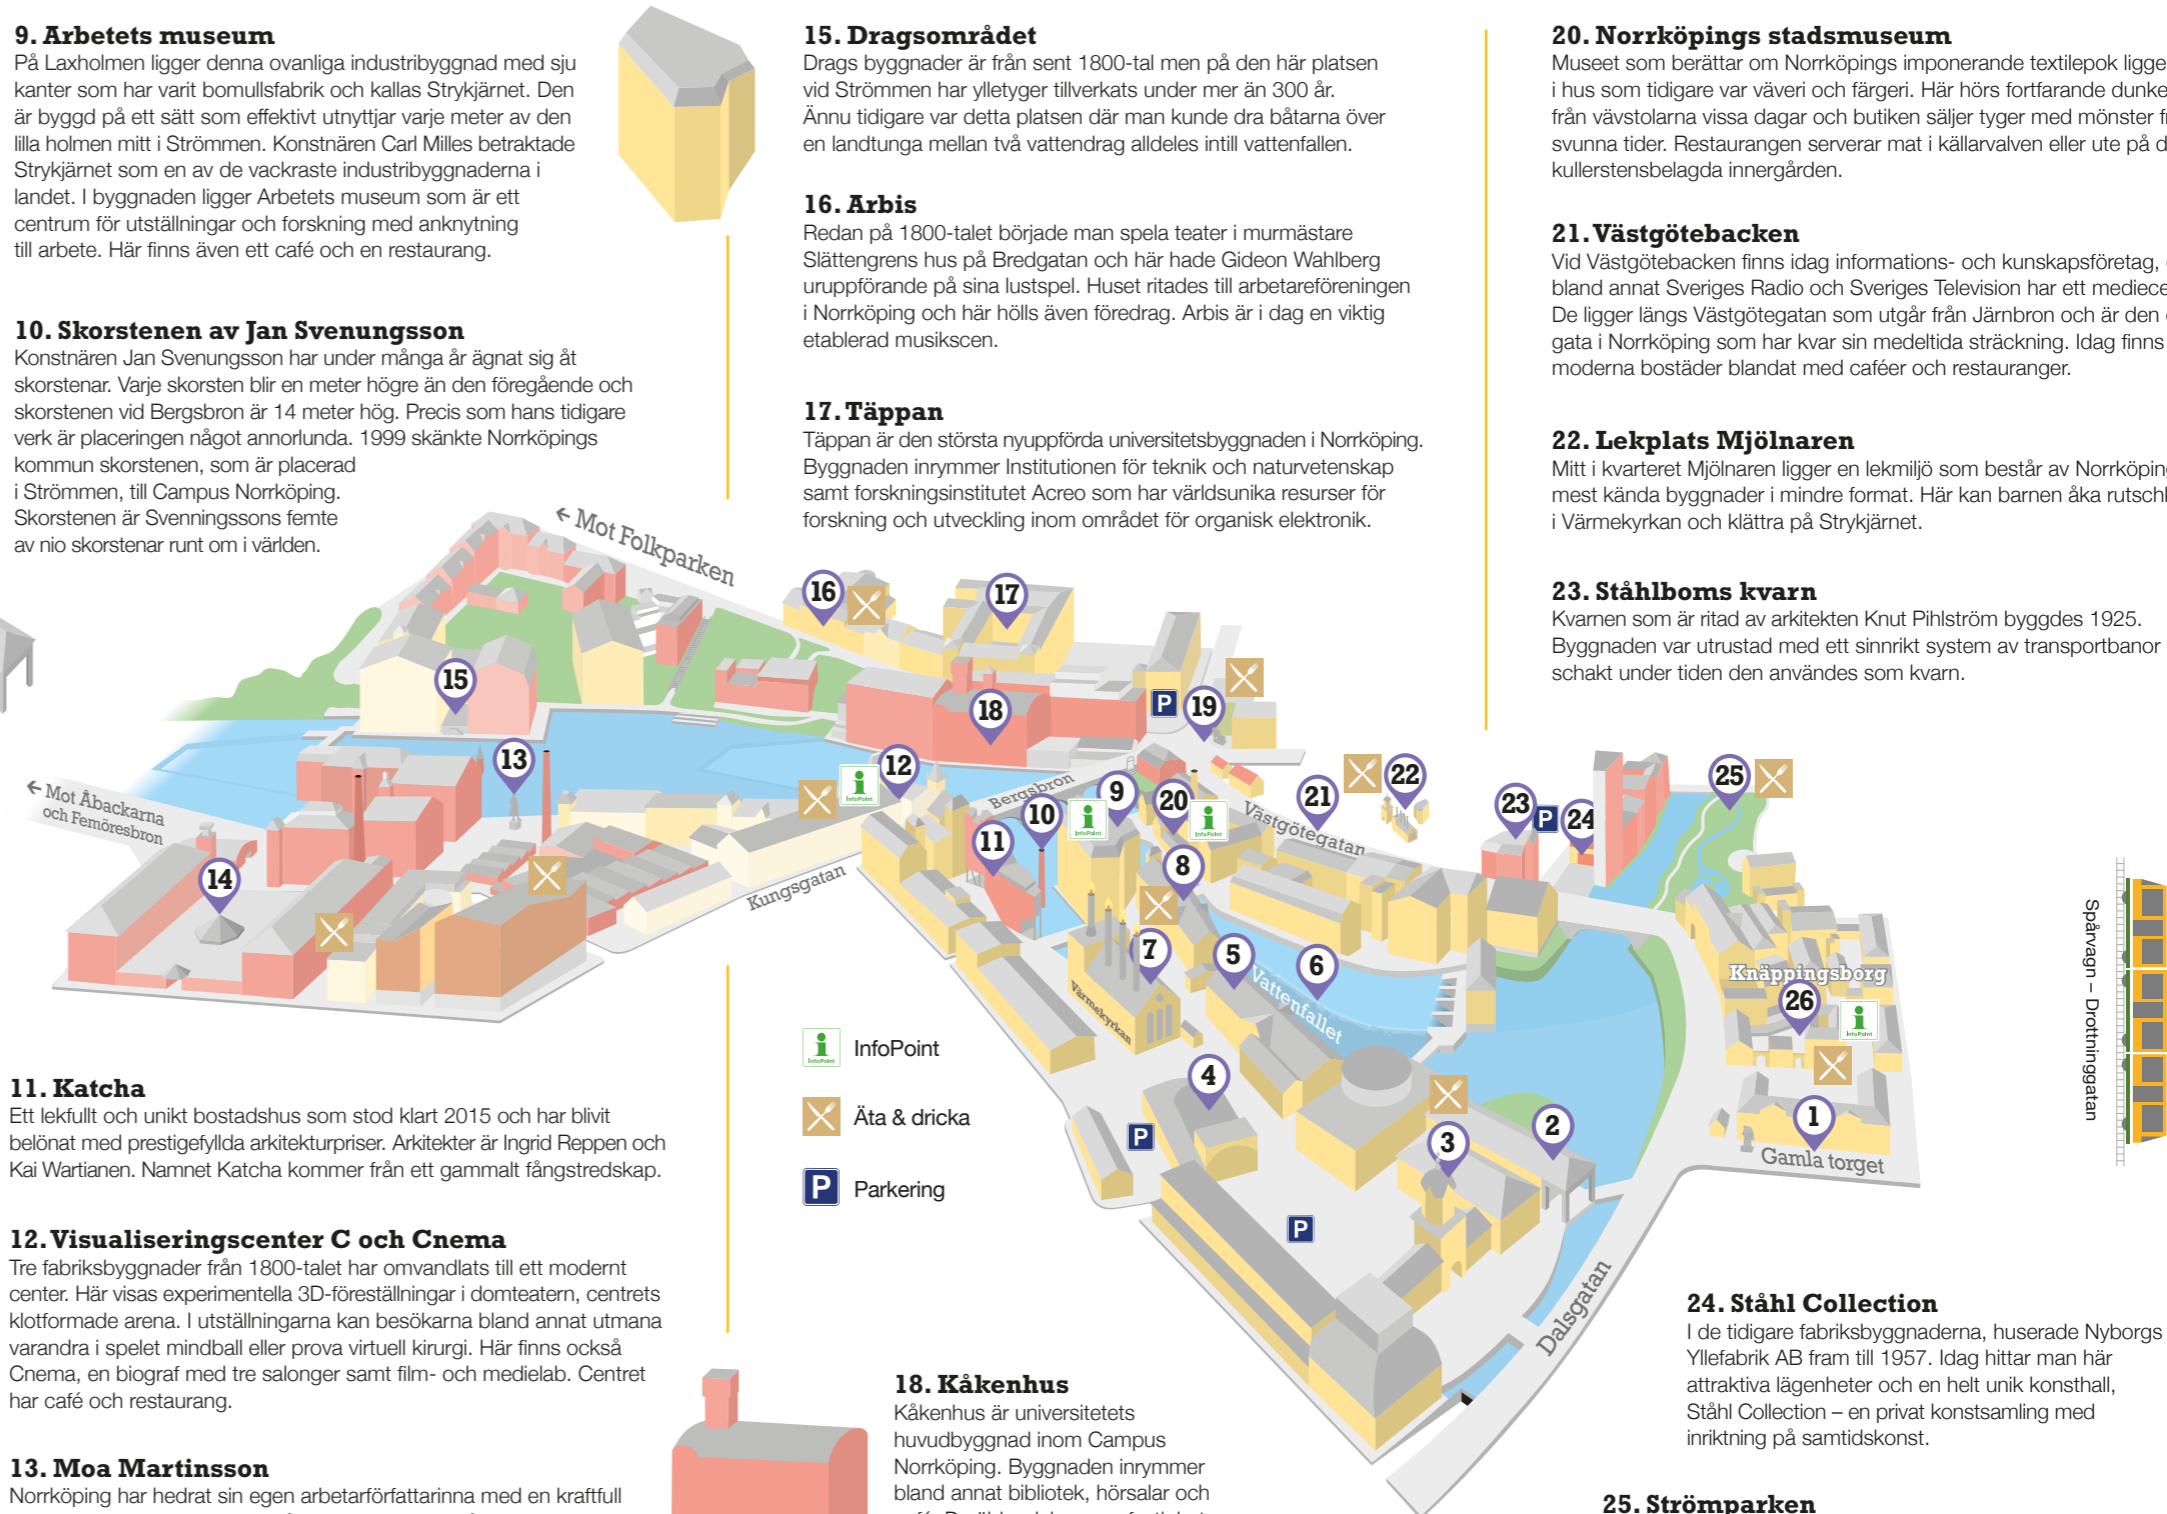 9. Arbetets museum
På Laxholmen ligger denna ovanliga industribyggnad med sju
kanter som har varit bomullsfabrik och kallas Strykjärnet. Den
är byggd på ett sätt som effektivt utnyttjar varje meter av den
lilla holmen mitt i Strömmen. Konstnären Carl Milles betraktade
Strykjärnet som en av de vackraste industribyggnaderna i
landet. I byggnaden ligger Arbetets museum som är ett
centrum för utställningar och forskning med anknytning
till arbete. Här finns även ett café och en restaurang.
10. Skorstenen av Jan Svenungsson
Konstnären Jan Svenungsson har under många år ägnat sig åt
skorstenar. Varje skorsten blir en meter högre än den föregående och
skorstenen vid Bergsbron är 14 meter hög. Precis som hans tidigare
verk är placeringen något annorlunda. 1999 skänkte Norrköpings
kommun skorstenen, som är placerad
i Strömmen, till Campus Norrköping.
Skorstenen är Svenningssons femte
av nio skorstenar runt om i världen.
15. Dragsområdet
Drags byggnader är från sent 1800-tal men på den här platsen
vid Strömmen har ylletyger tillverkats under mer än 300 år.
Ännu tidigare var detta platsen där man kunde dra båtarna över
en landtunga mellan två vattendrag alldeles intill vattenfallen.
16. Arbis
Redan på 1800-talet började man spela teater i murmästare
Slättengrens hus på Bredgatan och här hade Gideon Wahlberg
uruppförande på sina lustspel. Huset ritades till arbetareföreningen
i Norrköping och här hölls även föredrag. Arbis är i dag en viktig
etablerad musikscen.
17. Täppan
Täppan är den största nyuppförda universitetsbyggnaden i Norrköping.
Byggnaden inrymmer Institutionen för teknik och naturvetenskap
samt forskningsinstitutet Acreo som har världsunika resurser för
forskning och utveckling inom området för organisk elektronik.
20. Norrköpings stadsmuseum
Museet som berättar om Norrköpings imponerande textilepok ligger
i hus som tidigare var väveri och färgeri. Här hörs fortfarande dunke
från vävstolarna vissa dagar och butiken säljer tyger med mönster f
svunna tider. Restaurangen serverar mat i källarvalven eller ute på d
kullerstensbelagda innergården.
21. Västgötebacken
Vid Västgötebacken finns idag informations- och kunskapsföretag,
bland annat Sveriges Radio och Sveriges Television har ett mediece
De ligger längs Västgötegatan som utgår från Järnbron och är den
gata i Norrköping som har kvar sin medeltida sträckning. Idag finns
moderna bostäder blandat med caféer och restauranger.
22. Lekplats Mjölnaren
Mitt i kvarteret Mjölnaren ligger en lekmiljö som består av Norrköping
mest kända byggnader i mindre format. Här kan barnen åka rutschk
i Värmekyrkan och klättra på Strykjärnet.
23. Ståhlboms kvarn
Kvarnen som är ritad av arkitekten Knut Pihlström byggdes 1925.
Byggnaden var utrustad med ett sinnrikt system av transportbanor
schakt under tiden den användes som kvarn.
← Mot Folkparken
16
17
15
18
P
19
13
12
InfoPoint
← Mot Åbackarna
och Femöresbron
Bergsbron
9
10
InfoPoint
20
InfoPoint
21
22
Västgötegatan
23
P
24
25
11
8
14
Kungsgatan
7
5
6
Vattenfallet
Värmekyrkan
Knäppingsborg
26
InfoPoint
4
P
3
2
1
Gamla torget
P
Dalsgatan
Spårvagn – Drottninggatan
InfoPoint
InfoPoint
Äta & dricka
P
Parkering
11. Katcha
Ett lekfullt och unikt bostadshus som stod klart 2015 och har blivit
belönat med prestigefyllda arkitekturpriser. Arkitekter är Ingrid Reppen och
Kai Wartianen. Namnet Katcha kommer från ett gammalt fångstredskap.
12. Visualiseringscenter C och Cnema
Tre fabriksbyggnader från 1800-talet har omvandlats till ett modernt
center. Här visas experimentella 3D-föreställningar i domteatern, centrets
klotformade arena. I utställningarna kan besökarna bland annat utmana
varandra i spelet mindball eller prova virtuell kirurgi. Här finns också
Cnema, en biograf med tre salonger samt film- och medielab. Centret
har café och restaurang.
13. Moa Martinsson
Norrköping har hedrat sin egen arbetarförfattarinna med en kraftfull
18. Kåkenhus
Kåkenhus är universitetets
huvudbyggnad inom Campus
Norrköping. Byggnaden inrymmer
bland annat bibliotek, hörsalar och
24. Ståhl Collection
I de tidigare fabriksbyggnaderna, huserade Nyborgs
Yllefabrik AB fram till 1957. Idag hittar man här
attraktiva lägenheter och en helt unik konsthall,
Ståhl Collection – en privat konstsamling med
inriktning på samtidskonst.
25. Strömparken